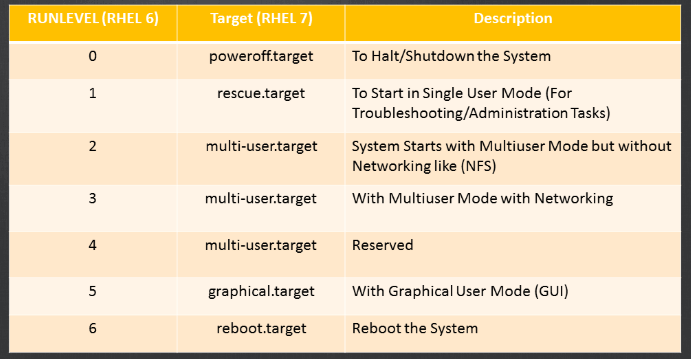 RUNLEVEL (RHEL 6) Target (RHEL 7) Description
0 poweroff.target To Halt/Shutdown the System
1 rescue.target To Start in Single User Mode (For
Troubleshooting/Administration Tasks)
2 multi-user.target System Starts with Multiuser Mode but without
Networking like (NFS)
3 multi-user.target With Multiuser Mode with Networking
4 multi-user.target Reserved
5 graphical.target With Graphical User Mode (GUI)
6 reboot.target Reboot the System